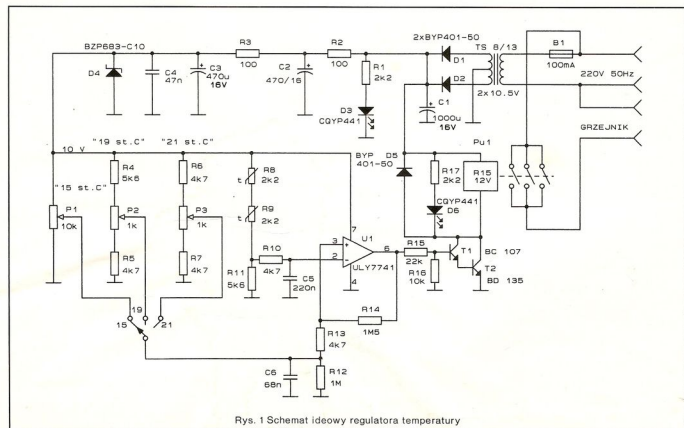 BZP683-C10
R3
R2
2xBYP401-50
TS 8/13
B1
D4
C4
47n
C3
470u
16V
100
C2
470/16
100
R1
2k2
D1
D2
2x10.5V
100mA
220V 50Hz
D3
CQYP441
C1
1000u
16V
GRZEJNIK
"19 st.C"
"21 st.C"
10 V
"15 st.C"
P1
10k
R4
5k6
P2
1k
R5
4k7
R6
4k7
P3
1k
R7
4k7
R8
2k2
t
R9
2k2
t
BYP
401-50
D5
R17
2k2
CQYP441
D6
Pu1
R15
12V
R10
4k7
R11
5k6
C5
220n
7
3
+
2
-
U1
6
ULY7741
4
R15
22k
R16
10k
T1
BC 107
T2
BD 135
R14
1M5
R13
4k7
15
19
21
C6
68n
R12
1M
Rys. 1 Schemat ideowy regulatora temperatury